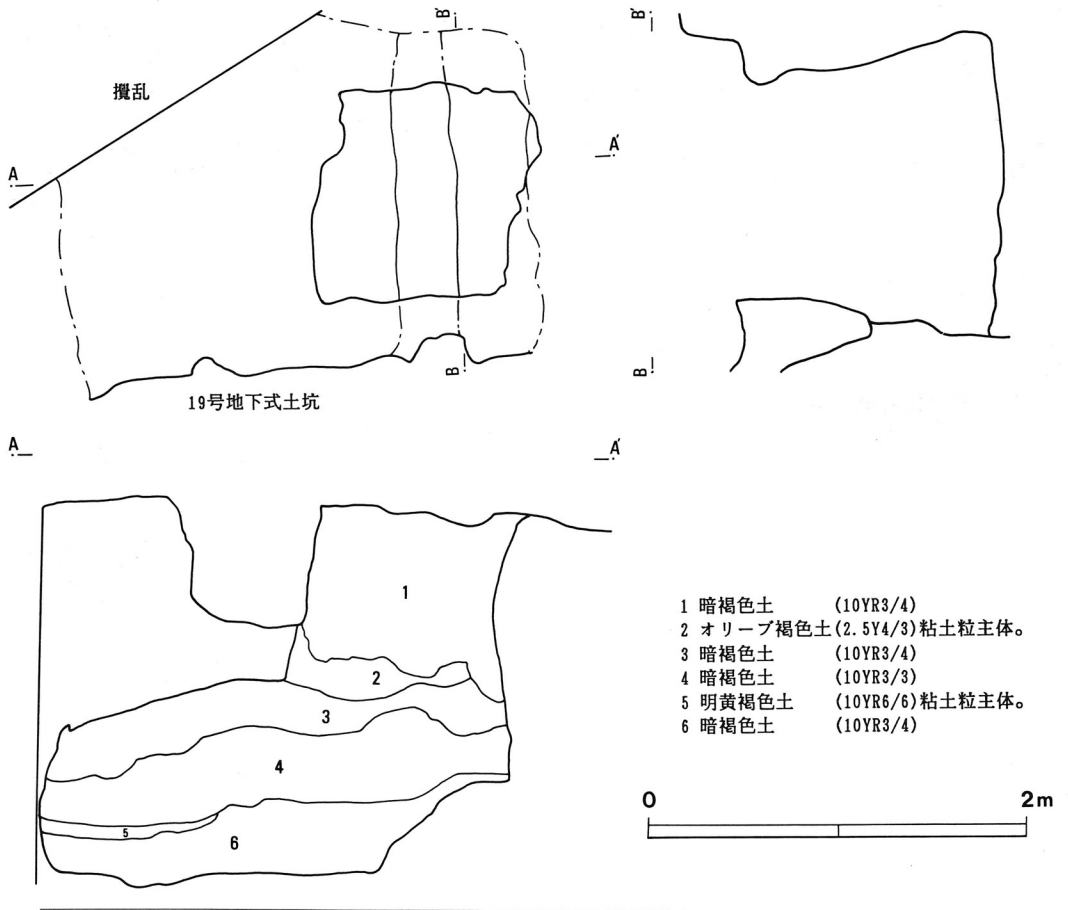 B′
B′
攪乱
A
A′
B
B
19号地下式土坑
A
A′
1
2
3
4
5
6
1 暗褐色土 (10YR3/4)
2 オリーブ褐色土(2.5Y4/3)粘土粒主体。
3 暗褐色土 (10YR3/4)
4 暗褐色土 (10YR3/3)
5 明黄褐色土 (10YR6/6)粘土粒主体。
6 暗褐色土 (10YR3/4)
0 2m